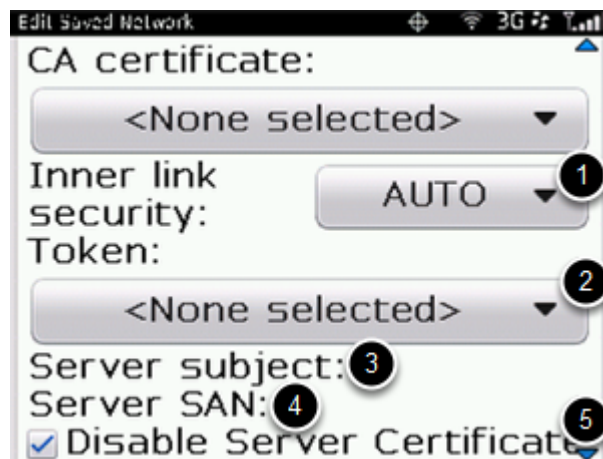 Edit Saved Network 3G
CA certificate:
<None selected>
Inner link
security:
AUTO
1
Token:
<None selected>
2
Server subject:
3
Server SAN:
4
Disable Server Certificate
5